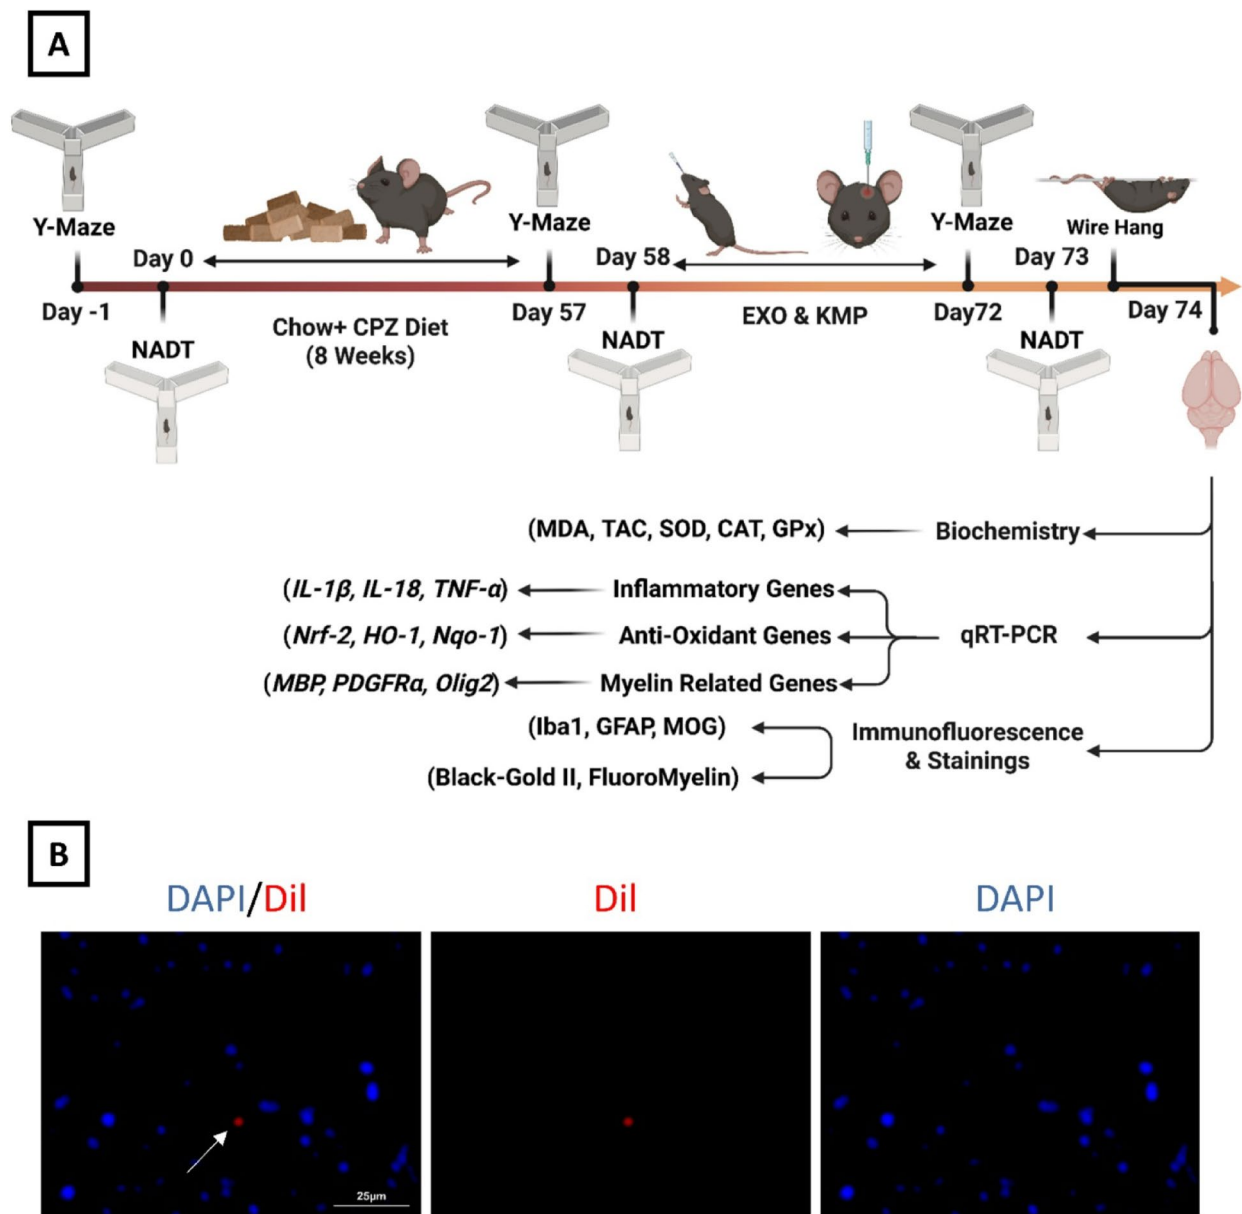 A
Y-Maze
Y-Maze
Y-Maze
Wire Hang
Day 0
Day 58
Day 73
Day -1
Day 57
Day72
Day 74
Chow+ CPZ Diet
(8 Weeks)
EXO & KMP
NADT
NADT
NADT
(MDA, TAC, SOD, CAT, GPx)
Biochemistry
(IL-1β, IL-18, TNF-α)
Inflammatory Genes
(Nrf-2, HO-1, Nqo-1)
Anti-Oxidant Genes
qRT-PCR
(MBP, PDGFRα, Olig2)
Myelin Related Genes
(Iba1, GFAP, MOG)
Immunofluorescence
& Stainings
(Black-Gold II, FluoroMyelin)
B
DAPI/Dil
Dil
DAPI
25µm